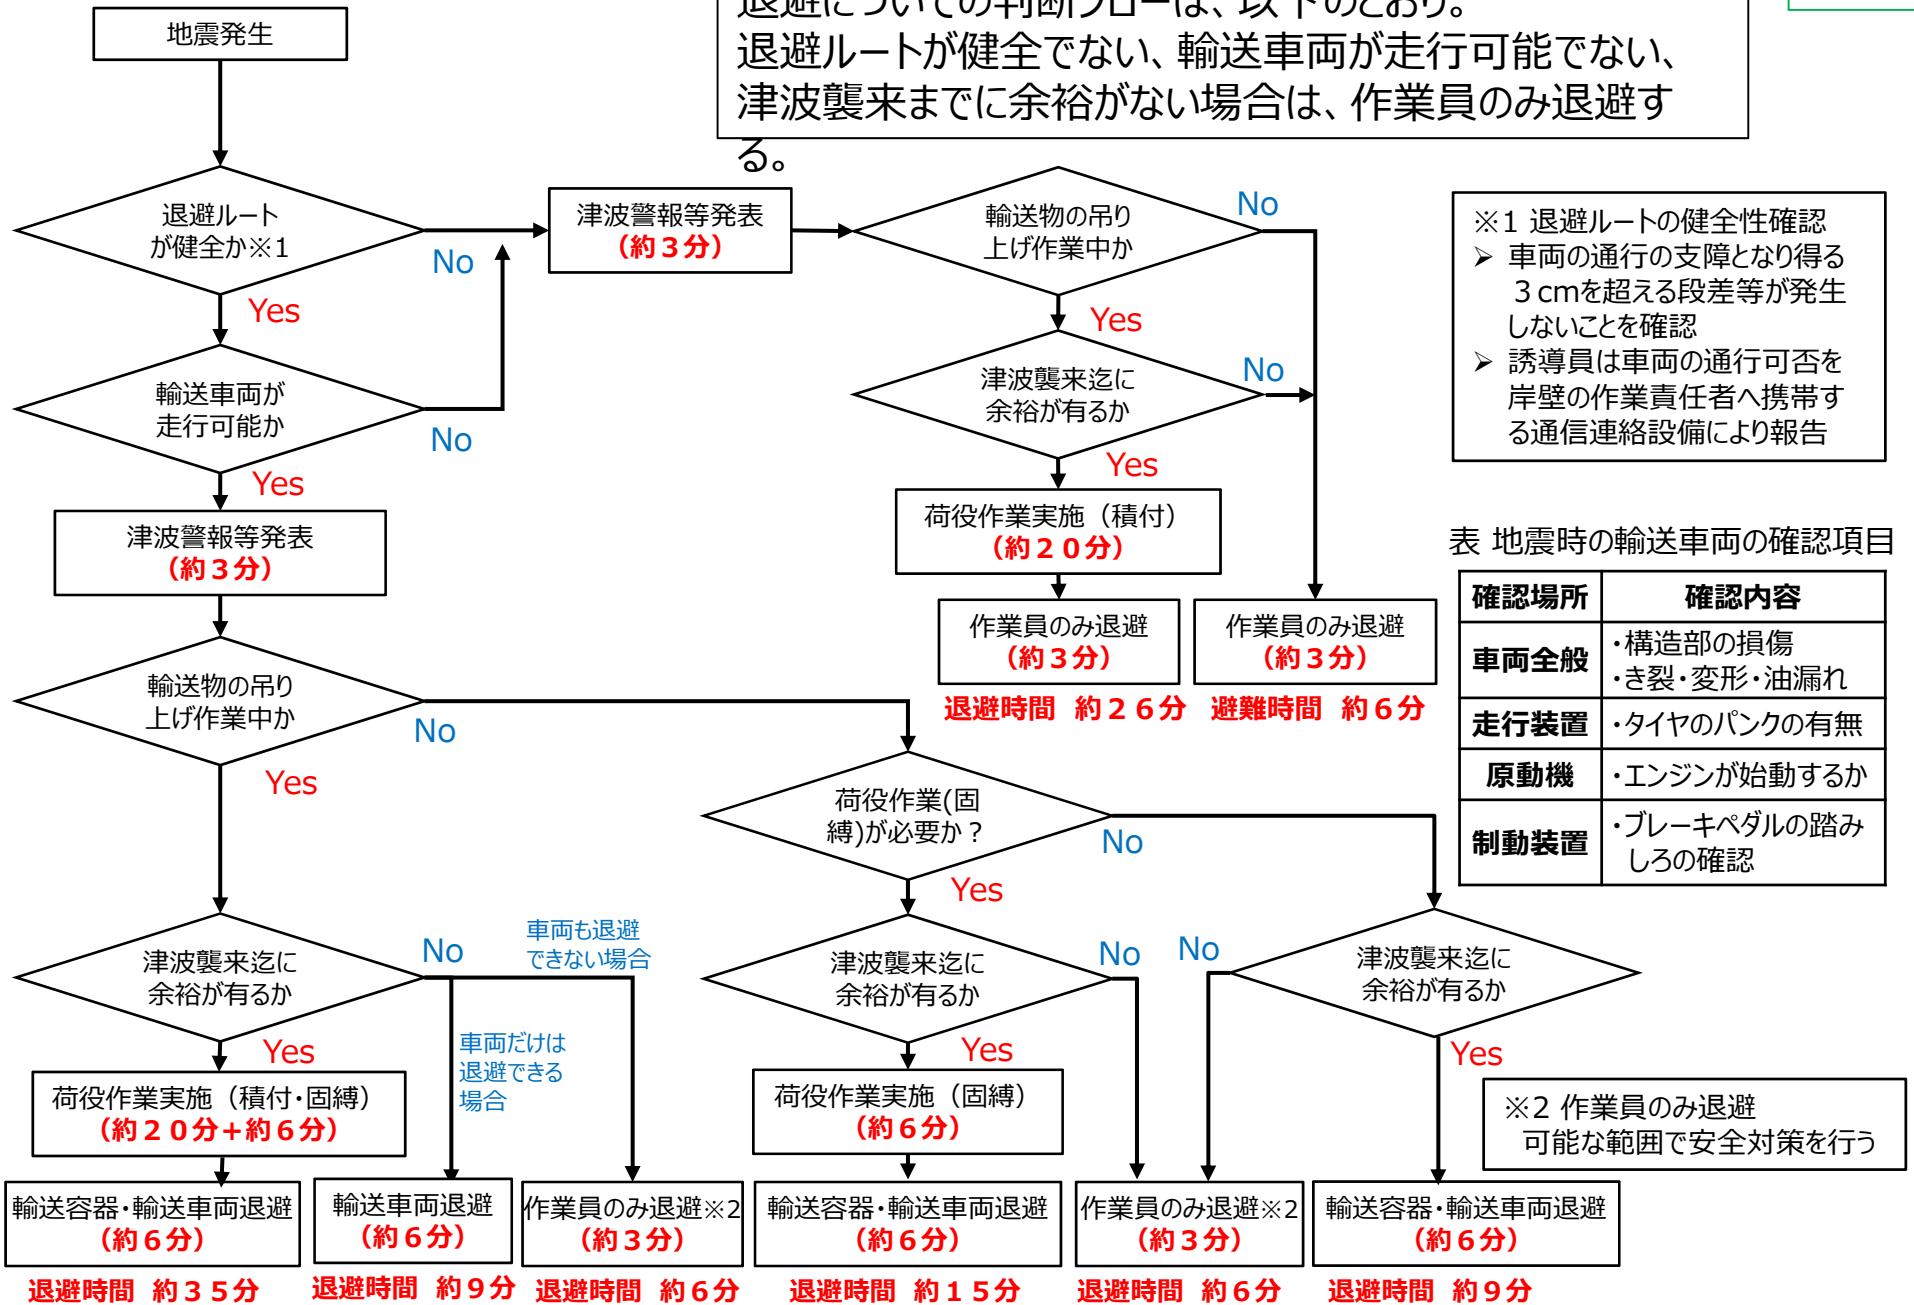 退避についての判断フローは、以下のとおり。
退避ルートが健全でない、輸送車両が走行可能でない、
津波襲来までに余裕がない場合は、作業員のみ退避す
る。
地震発生
退避ルート
が健全か※1
No
Yes
輸送車両が
走行可能か
No
Yes
津波警報等発表
(約3分)
津波警報等発表
(約3分)
輸送物の吊り
上げ作業中か
No
Yes
津波襲来迄に
余裕が有るか
No
Yes
荷役作業実施（積付）
(約20分)
作業員のみ退避
(約3分)
退避時間 約26分
作業員のみ退避
(約3分)
避難時間 約6分
※1 退避ルートの健全性確認
➢ 車両の通行の支障となり得る
3cmを超える段差等が発生
しないことを確認
➢ 誘導員は車両の通行可否を
岸壁の作業責任者へ携帯す
る通信連絡設備により報告
表 地震時の輸送車両の確認項目
確認場所 確認内容
車両全般 ・構造部の損傷
・き裂・変形・油漏れ
走行装置 ・タイヤのパンクの有無
原動機 ・エンジンが始動するか
制動装置 ・ブレーキペダルの踏み
しろの確認
輸送物の吊り
上げ作業中か
No
Yes
荷役作業(固
縛)が必要か？
No
Yes
津波襲来迄に
余裕が有るか
No
車両も退避
できない場合
車両だけは
退避できる
場合
Yes
津波襲来迄に
余裕が有るか
No
Yes
津波襲来迄に
余裕が有るか
No
Yes
荷役作業実施（積付・固縛）
(約20分+約6分)
荷役作業実施（固縛）
(約6分)
※2 作業員のみ退避
可能な範囲で安全対策を行う
輸送容器・輸送車両退避
(約6分)
退避時間 約35分
輸送車両退避
(約6分)
退避時間 約9分
作業員のみ退避※2
(約3分)
退避時間 約6分
輸送容器・輸送車両退避
(約6分)
退避時間 約15分
作業員のみ退避※2
(約3分)
退避時間 約6分
輸送容器・輸送車両退避
(約6分)
退避時間 約9分